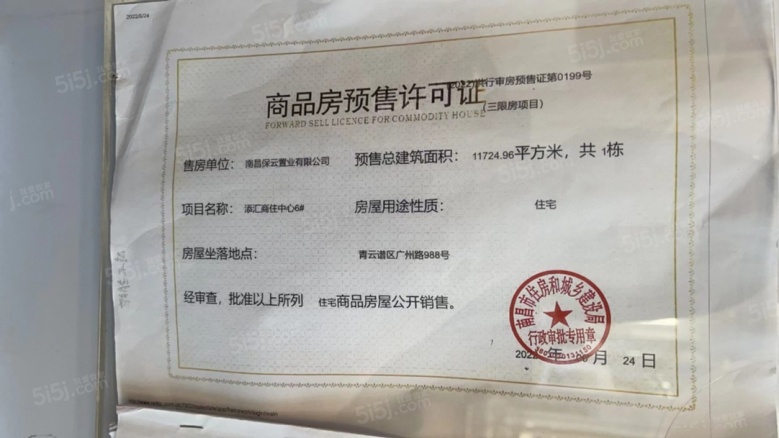 2022/6/24
2022)洪行审房预售证第0199号
商品房预售许可证
(三限房项目)
FORWARD SELL LICENCE FOR COMMODITY HOUSE
售房单位: 南昌保云置业有限公司 预售总建筑面积: 11724.96平方米,共 1栋
项目名称: 添汇商住中心6# 房屋用途性质: 住宅
房屋坐落地点: 青云谱区广州路988号
经审查,批准以上所列 住宅商品房屋公开销售。
南昌市住房和城乡建设局
行政审批专用章
年 月 24 日
5i5j.com